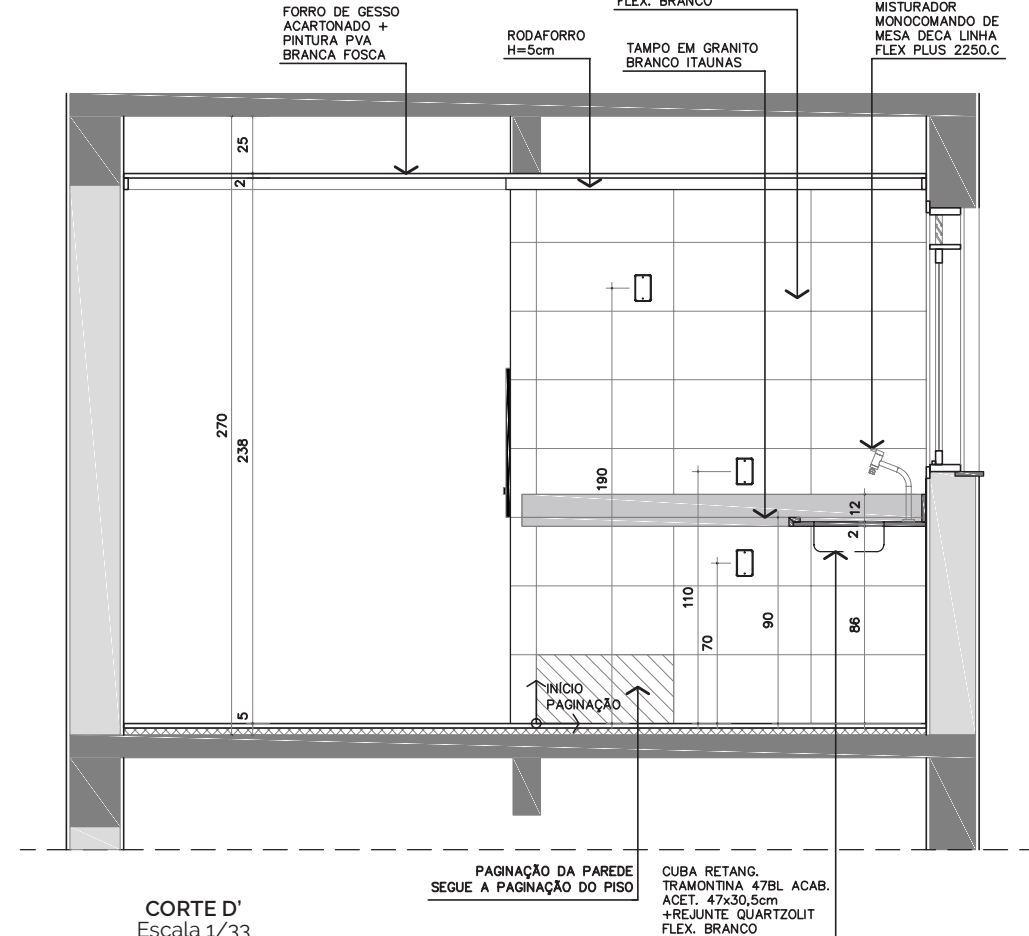 FORRO DE GESSO
ACARTONADO +
PINTURA PVA
BRANCA FOSCA
RODAFORRO
H=5cm
FLEX. BRANCO
TAMPO EM GRANITO
BRANCO ITAUNAS
MISTURADOR
MONOCOMANDO DE
MESA DECA LINHA
FLEX PLUS 2250.C
25
2
270
238
190
12
2
110
90
86
70
5
INÍCIO
PAGINAÇÃO
PAGINAÇÃO DA PAREDE
SEGUE A PAGINAÇÃO DO PISO
CUBA RETANG.
TRAMONTINA 47BL ACAB.
ACET. 47x30,5cm
+REJUNTE QUARTZOLIT
FLEX. BRANCO
CORTE D'
Escala 1/33